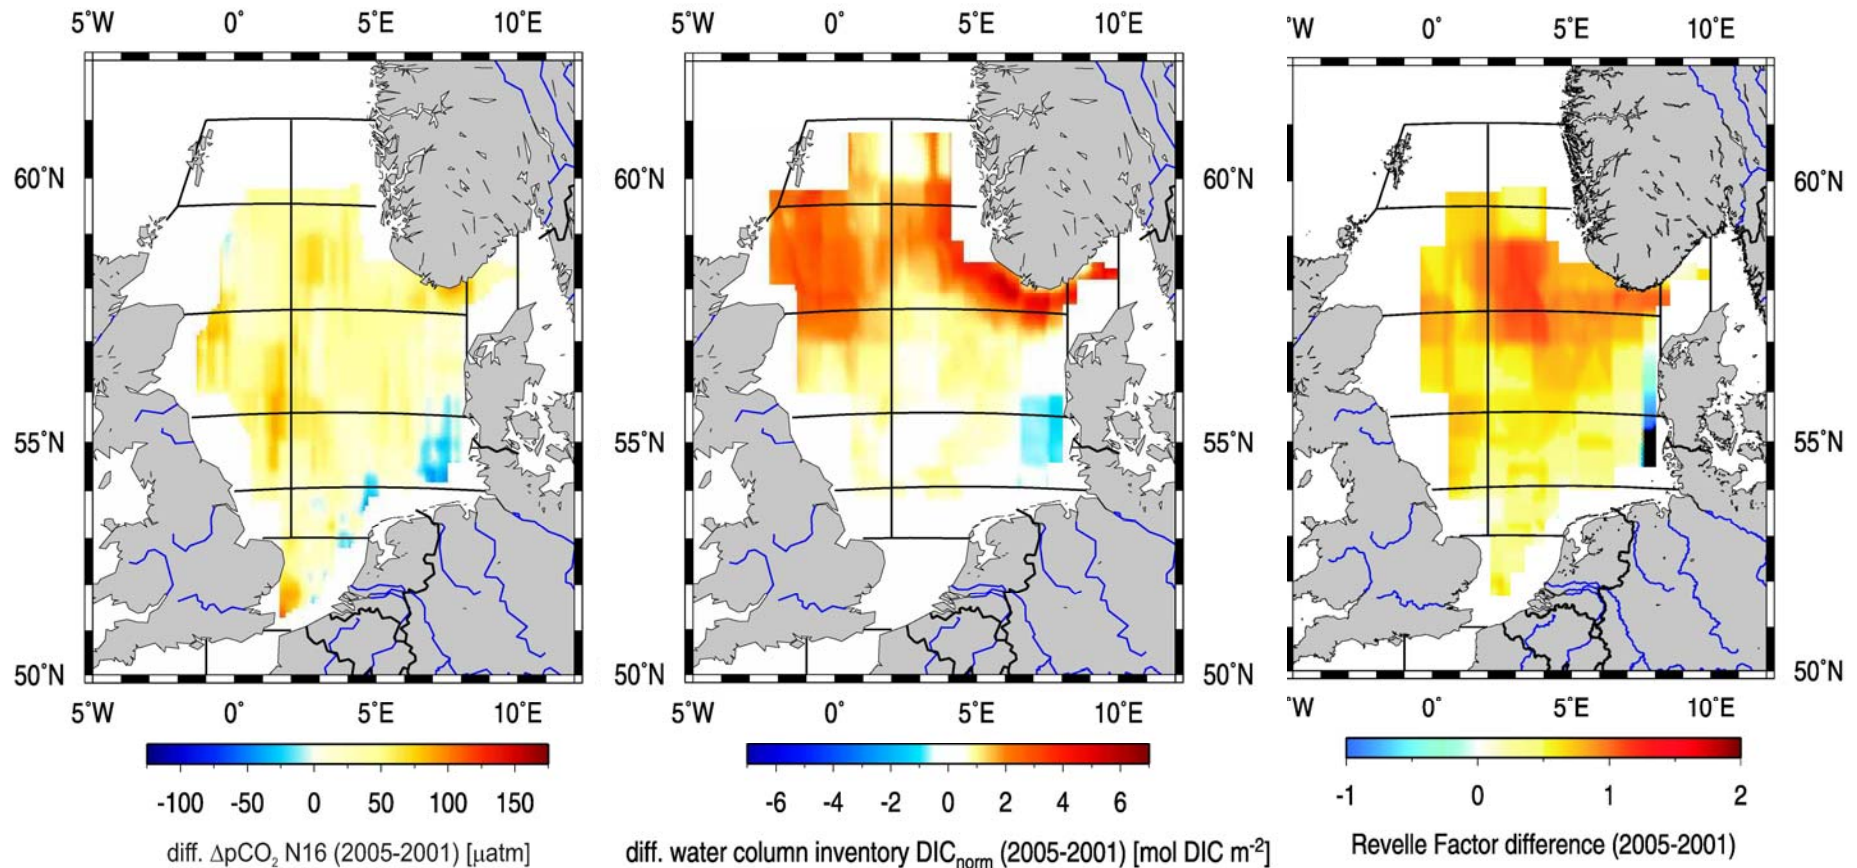 5˚W 0˚ 5˚E 10˚E
60˚N
55˚N
50˚N
5˚W 0˚ 5˚E 10˚E
-100 -50 0 50 100 150
diff. ΔpCO₂ N16 (2005-2001) [µatm]
5˚W 0˚ 5˚E 10˚E
60˚N 60˚N
55˚N 55˚N
50˚N 50˚N
5˚W 0˚ 5˚E 10˚E
-6 -4 -2 0 2 4 6
diff. water column inventory DICnorm (2005-2001) [mol DIC m⁻²]
˚W 0˚ 5˚E 10˚E
60˚N
55˚N
50˚N
˚W 0˚ 5˚E 10˚E
-1 0 1 2
Revelle Factor difference (2005-2001)